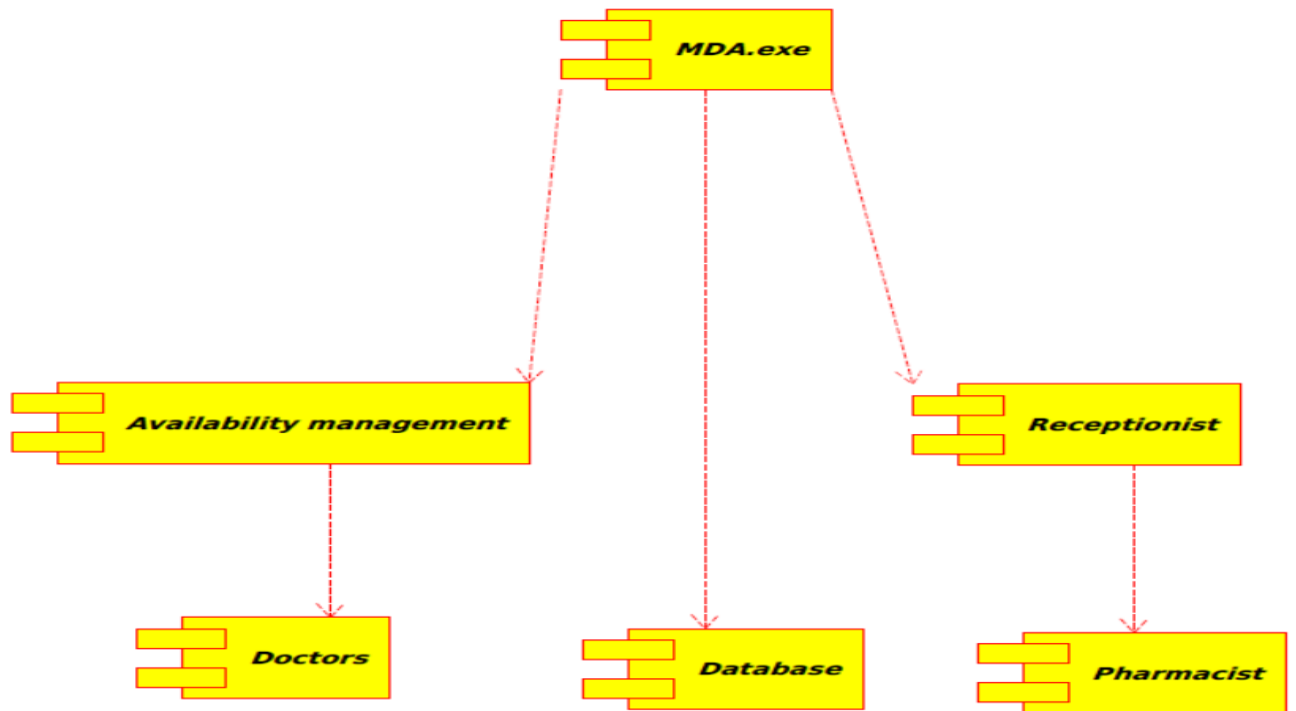 MDA.exe
Availability management
Receptionist
Doctors
Database
Pharmacist